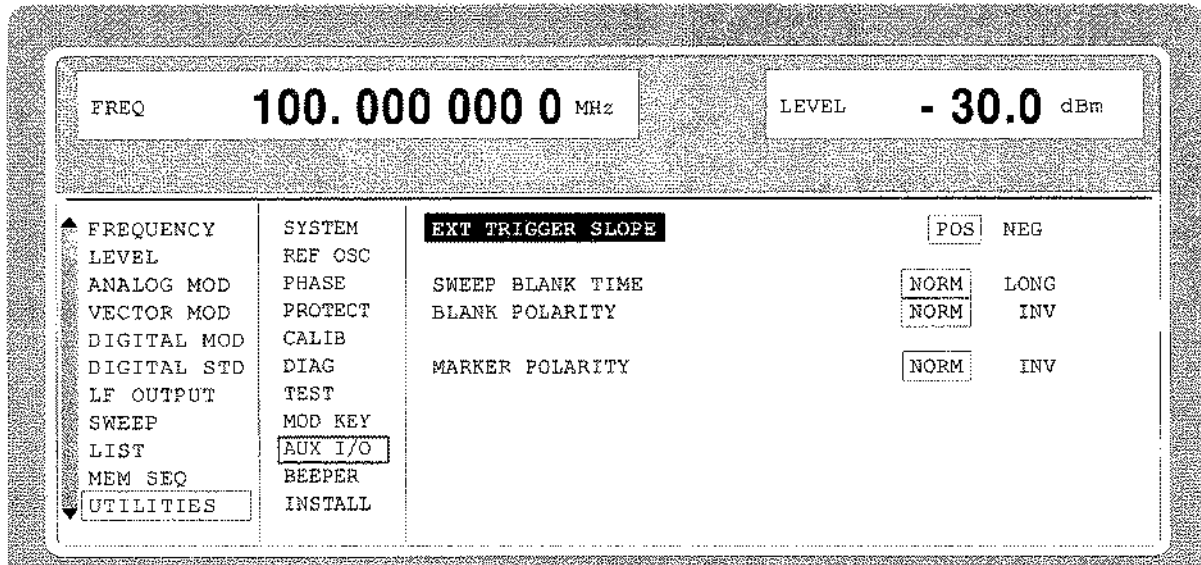 FREQ 100. 000 000 0 MHz LEVEL - 30.0 dBm
FREQUENCY SYSTEM EXT TRIGGER SLOPE POS NEG
LEVEL REF OSC
ANALOG MOD PHASE SWEEP BLANK TIME NORM LONG
VECTOR MOD PROTECT BLANK POLARITY NORM INV
DIGITAL MOD CALIB
DIGITAL STD DIAG MARKER POLARITY NORM INV
LF OUTPUT TEST
SWEEP MOD KEY
LIST AUX I/O
MEM SEQ BEEPER
UTILITIES INSTALL